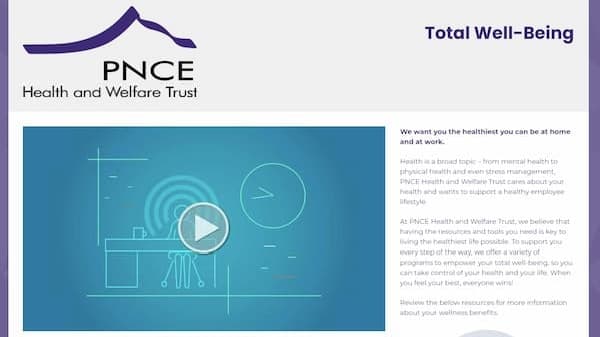 PNCE
Health and Welfare Trust
Total Well-Being
We want you the healthiest you can be at home
and at work.
Health is a broad topic – from mental health to
physical health and even stress management,
PNCE Health and Welfare Trust cares about your
health and wants to support a healthy employee
lifestyle.
At PNCE Health and Welfare Trust, we believe that
having the resources and tools you need is key to
living the healthiest life possible. To support you
every step of the way, we offer a variety of
programs to empower your total well-being, so you
can take control of your health and your life. When
you feel your best, everyone wins!
Review the below resources for more information
about your wellness benefits.